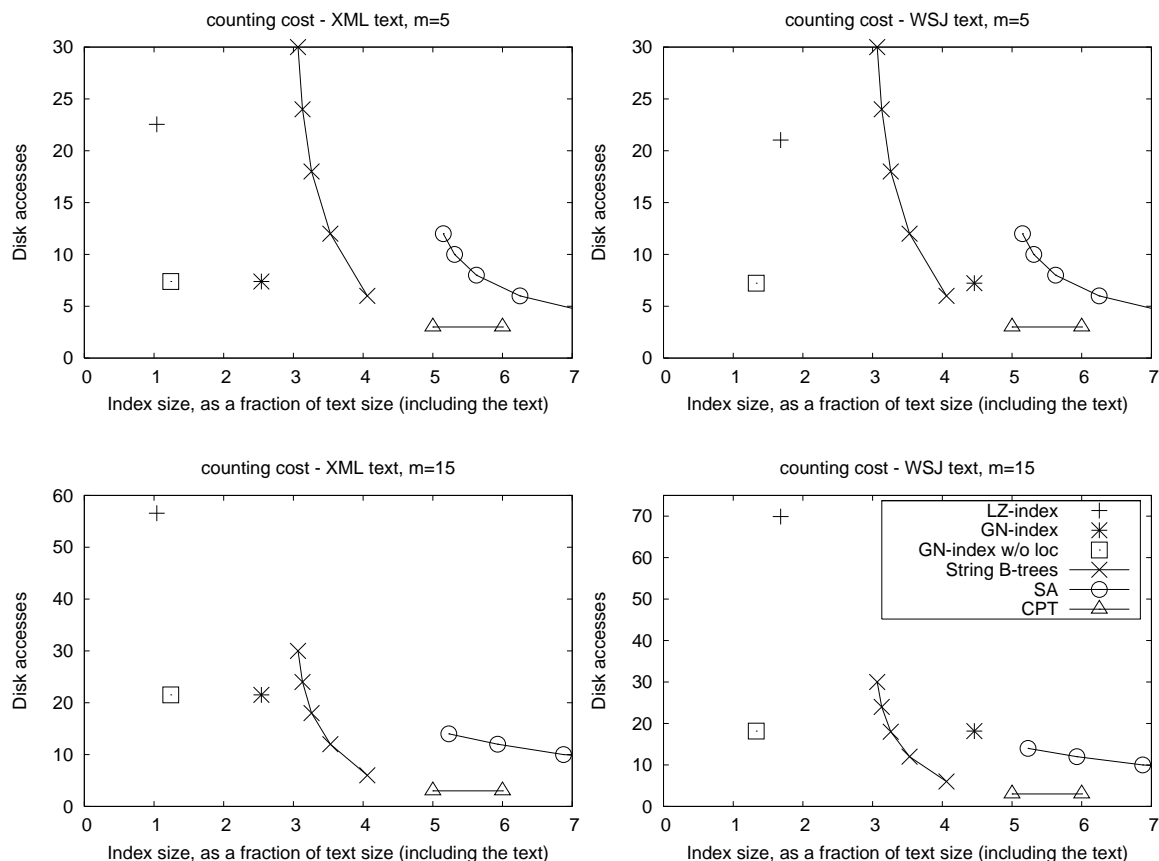 counting cost - XML text, m=5
30
25
20
15
10
5
0
Disk accesses
0 1 2 3 4 5 6 7
Index size, as a fraction of text size (including the text)
counting cost - WSJ text, m=5
30
25
20
15
10
5
0
Disk accesses
0 1 2 3 4 5 6 7
Index size, as a fraction of text size (including the text)
counting cost - XML text, m=15
60
50
40
30
20
10
0
Disk accesses
0 1 2 3 4 5 6 7
Index size, as a fraction of text size (including the text)
counting cost - WSJ text, m=15
70
60
50
40
30
20
10
0
Disk accesses
0 1 2 3 4 5 6 7
Index size, as a fraction of text size (including the text)
LZ-index
GN-index
GN-index w/o loc
String B-trees
SA
CPT